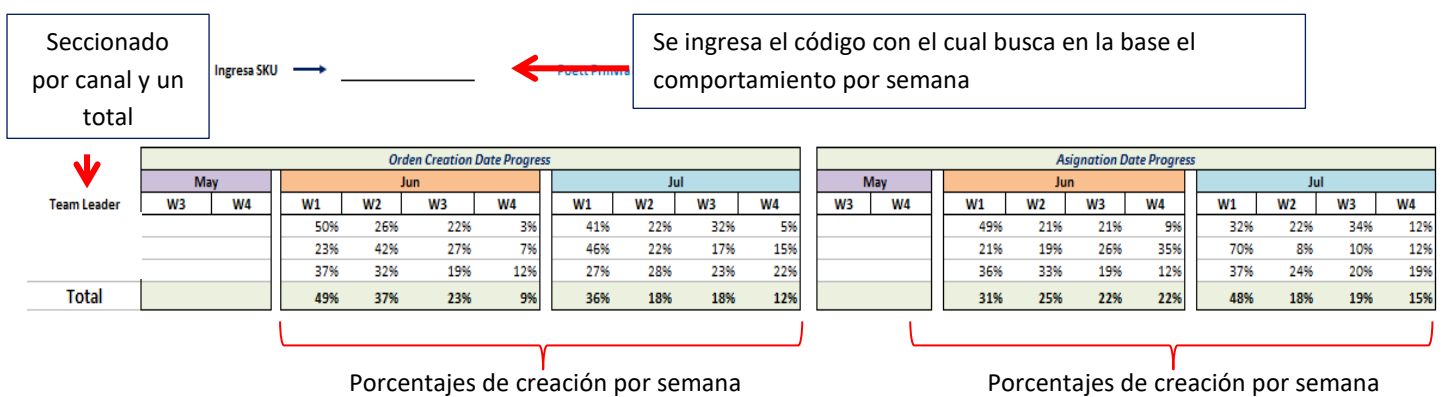 Seccionado
por canal y un
total
Ingresa SKU
Se ingresa el código con el cual busca en la base el
comportamiento por semana
Orden Creation Date Progress
Asignation Date Progress
May Jun Jul May Jun Jul
Team Leader W3 W4 W1 W2 W3 W4 W1 W2 W3 W4 W3 W4 W1 W2 W3 W4 W1 W2 W3 W4
50% 26% 22% 3% 41% 22% 32% 5% 49% 21% 21% 9% 32% 22% 34% 12%
23% 42% 27% 7% 46% 22% 17% 15% 21% 19% 26% 35% 70% 8% 10% 12%
37% 32% 19% 12% 27% 28% 23% 22% 36% 33% 19% 12% 37% 24% 20% 19%
Total 49% 37% 23% 9% 36% 18% 18% 12% 31% 25% 22% 22% 48% 18% 19% 15%
Porcentajes de creación por semana
Porcentajes de creación por semana